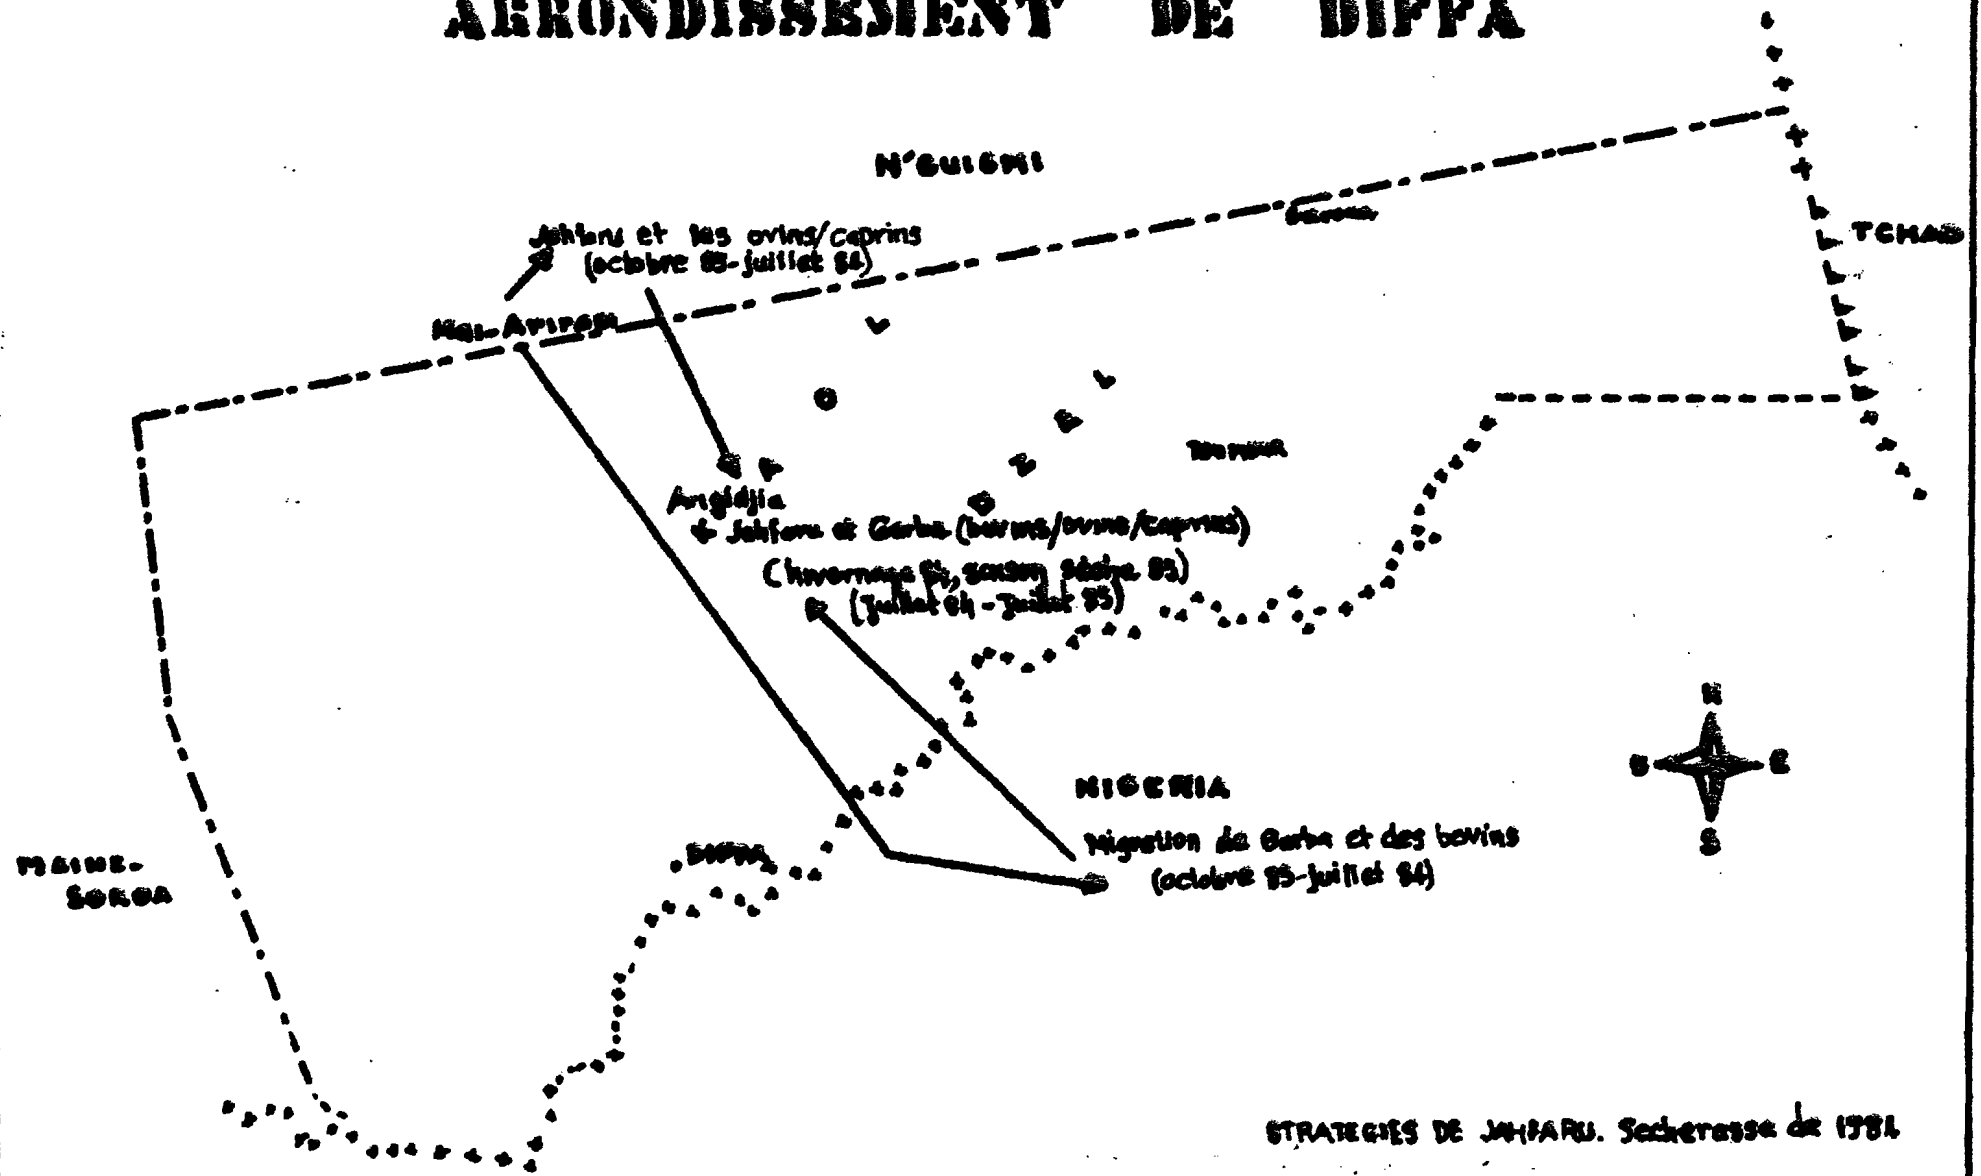 ARRONDISSEMENT DE DIFFA
N'GUIGMI
Jahfaru et les ovins/caprins
(octobre 83-juillet 84)
TCHAD
TOUMOUR
Angidjia
Jahfaru et Garba (bovins/ovins/caprins)
(hivernage 84, saison sèche 85)
(Juillet 84 - Juillet 85)
N
E
S
NIGERIA
Migration de Garba et des bovins
(octobre 83-juillet 84)
DIFFA
MAINE-
SOROA
STRATEGIES DE JAHFARU. Secheresse de 1984